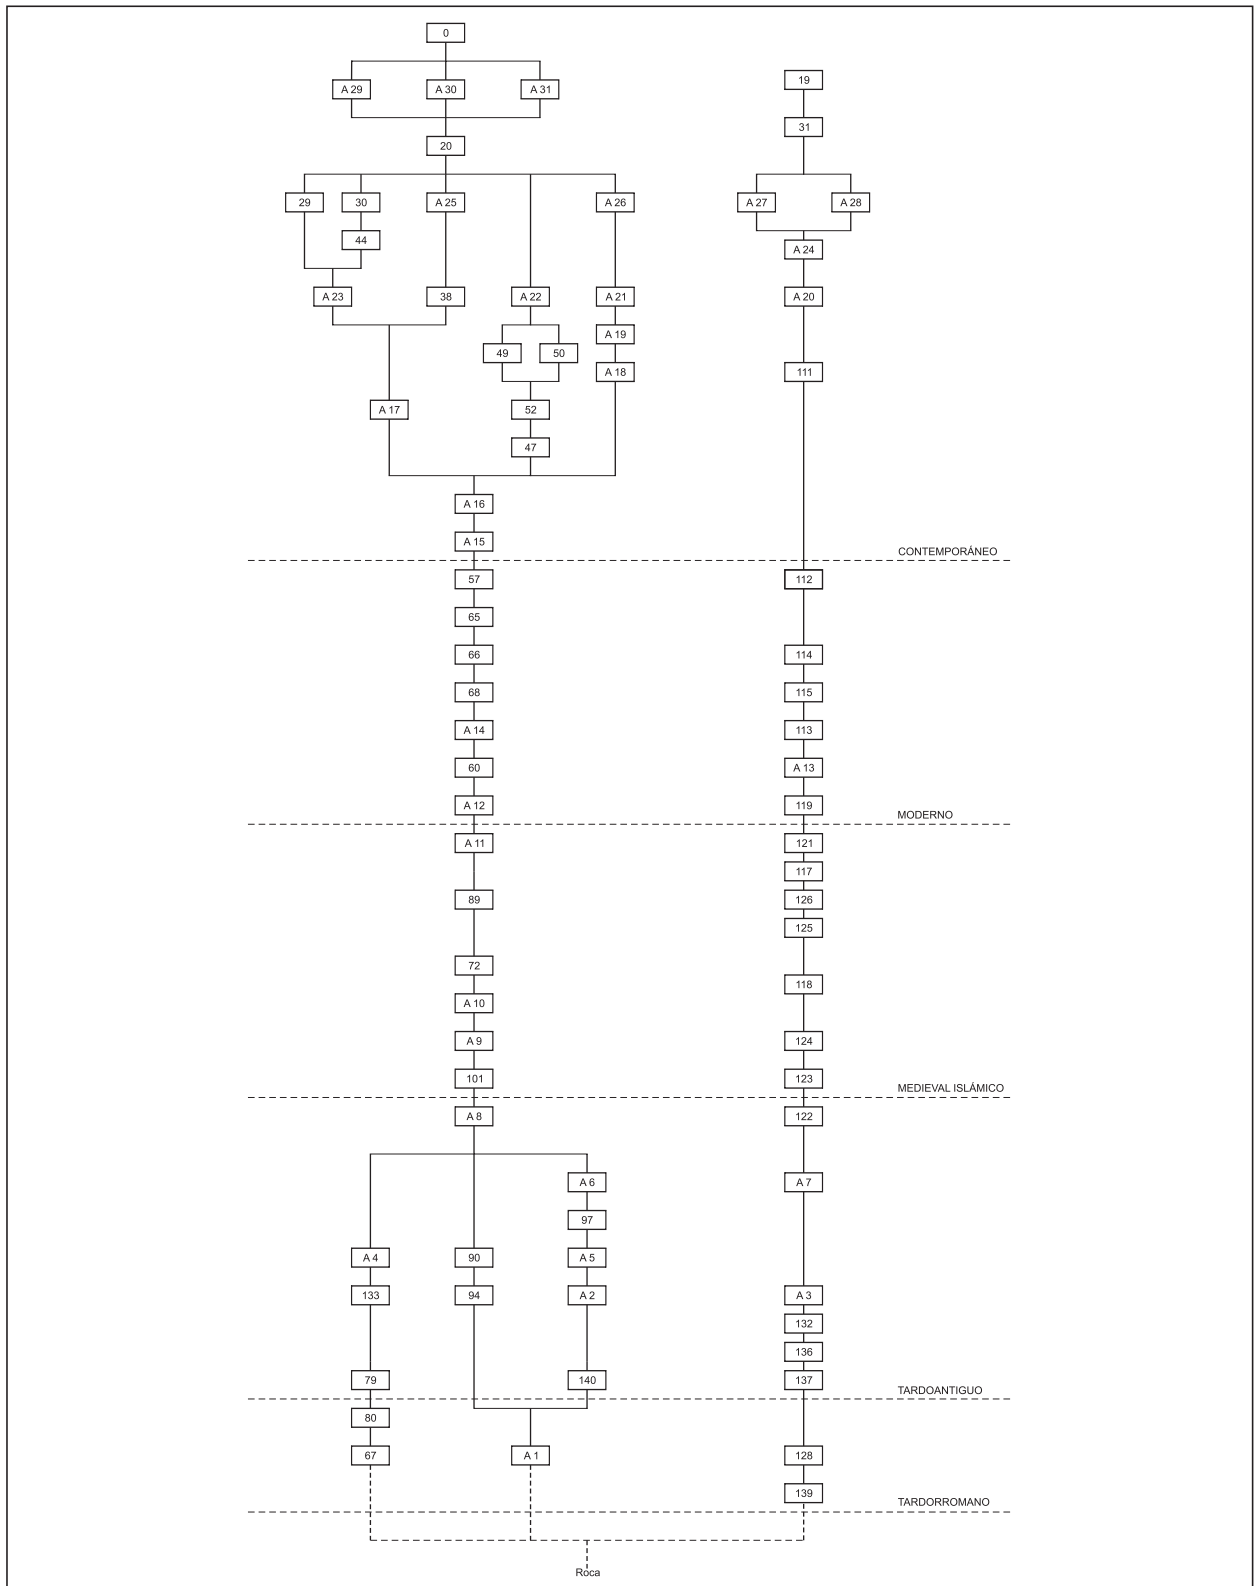 0
19
A 29 A 30 A 31
31
20
29 30 A 25 A 26 A 27 A 28
44
A 24
A 23 38 A 22 A 21 A 20
A 19
49 50
A 18 111
A 17 52
47
A 16
A 15
CONTEMPORÁNEO
57 112
65
66 114
68 115
A 14 113
60 A 13
A 12 119
MODERNO
A 11 121
117
89 126
125
72
118
A 10
A 9 124
101 123
MEDIEVAL ISLÁMICO
A 8 122
A 6 A 7
97
A 4 90 A 5
133 94 A 2 A 3
132
136
79 140 137
TARDOANTIGUO
80
67 A 1 128
139
TARDORROMANO
Roca